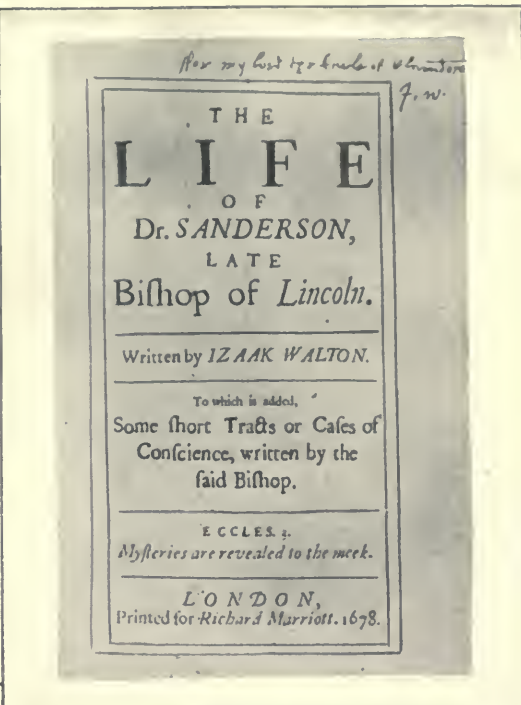 For my lord
J. W.
THE
LIFE
OF
Dr. SANDERSON,
LATE
Biſhop of Lincoln.
Written by IZAAK WALTON.
To which is added,
Some ſhort Tracts or Caſes of
Conſcience, written by the
ſaid Biſhop.
ECCLES. 3.
Myſteries are revealed to the meek.
LONDON,
Printed for Richard Marriott. 1678.